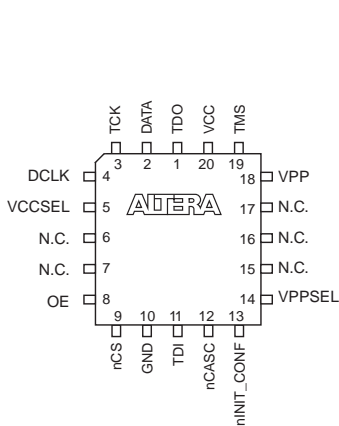 TCK DATA TDO VCC TMS
3 2 1 20 19
DCLK 4 18 VPP
VCCSEL 5 ALTERA 17 N.C.
N.C. 6 16 N.C.
N.C. 7 15 N.C.
OE 8 14 VPPSEL
9 10 11 12 13
nCS GND TDI nCASC nINIT_CONF